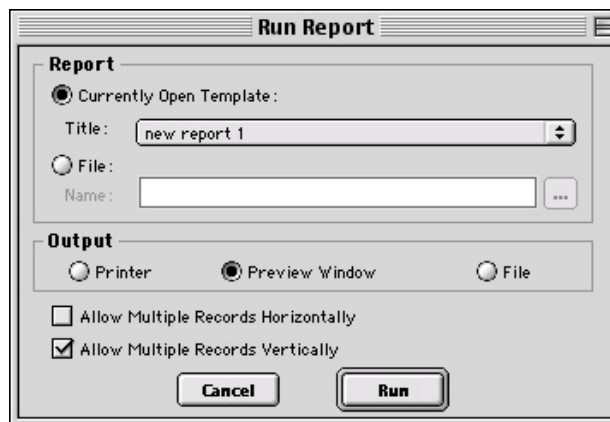 Run Report
Report
Currently Open Template:
Title: new report 1
File:
Name: ...
Output
Printer Preview Window File
Allow Multiple Records Horizontally
Allow Multiple Records Vertically
Cancel Run